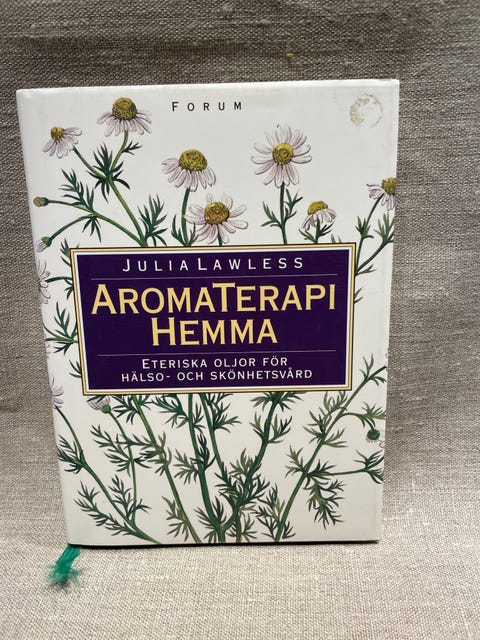 FORUM
JULIA LAWLESS
AROMATERAPI
HEMMA
ETERISKA OLJOR FÖR
HÄLSO- OCH SKÖNHETSVÅRD